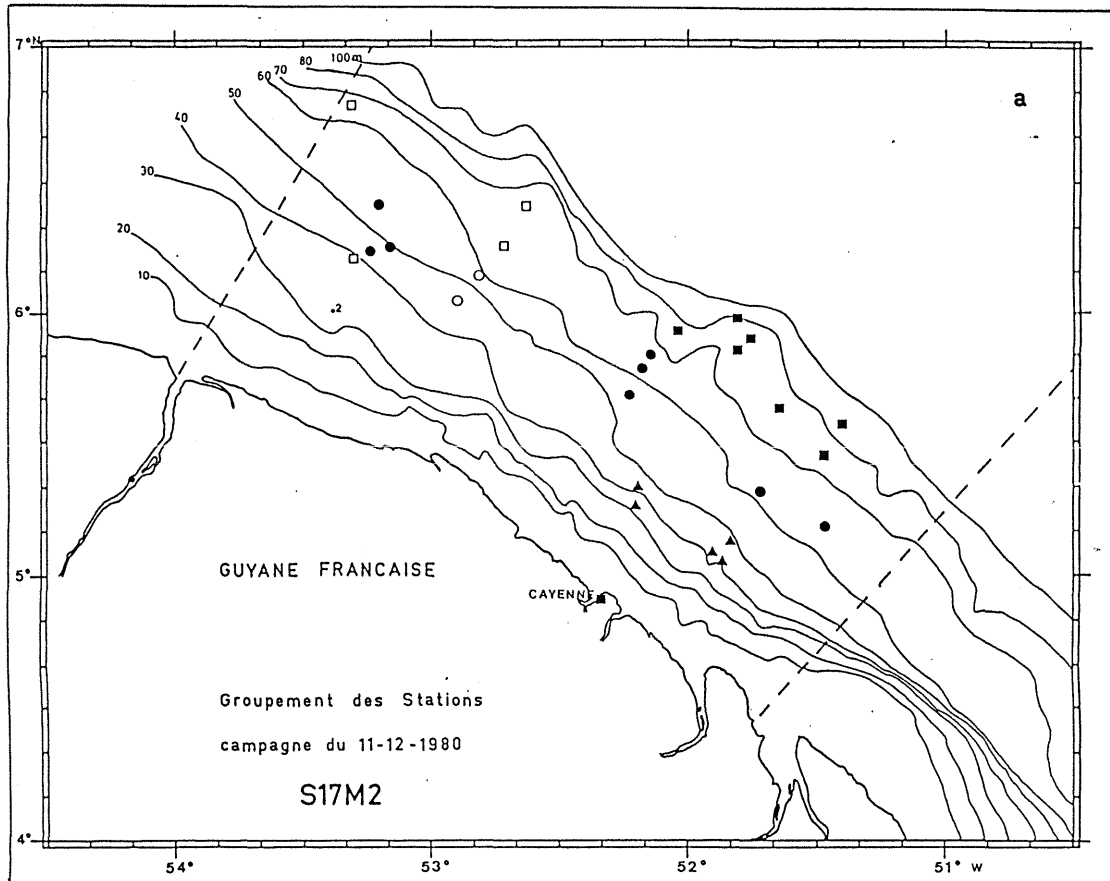 7°N
a
100m
80
70
60
50
40
30
20
10
6°
.2
5°
GUYANE FRANCAISE
CAYENNE
Groupement des Stations
campagne du 11-12-1980
S17M2
4°
54° 53° 52° 51° W